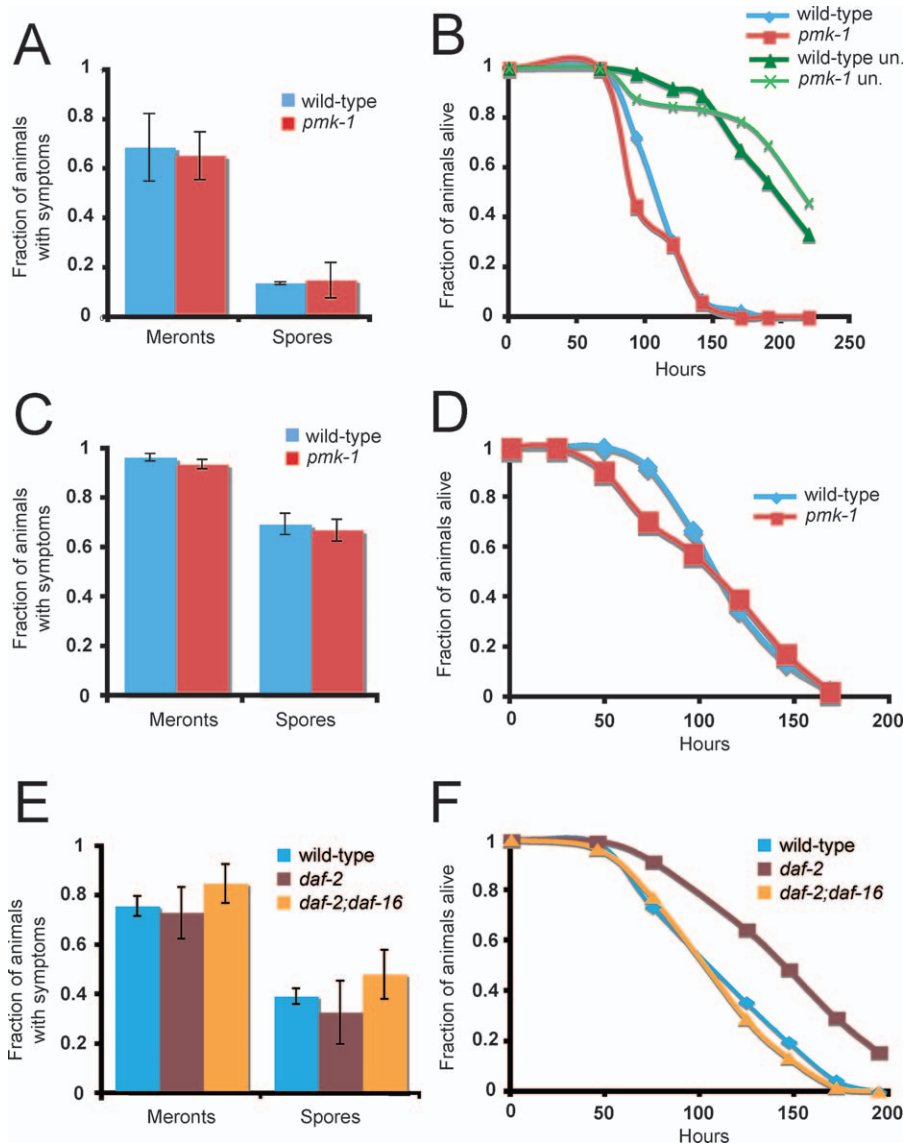 A
Fraction of animals
with symptoms
1
0.8
0.6
0.4
0.2
0
Meronts
Spores
wild-type
pmk-1
B
wild-type
pmk-1
wild-type un.
pmk-1 un.
Fraction of animals alive
1
0.8
0.6
0.4
0.2
0
0
50
100
150
200
250
Hours
C
Fraction of animals
with symptoms
1
0.8
0.6
0.4
0.2
0
Meronts
Spores
wild-type
pmk-1
D
Fraction of animals alive
1
0.8
0.6
0.4
0.2
0
0
50
100
150
200
Hours
wild-type
pmk-1
E
Fraction of animals
with symptoms
1
0.8
0.6
0.4
0.2
0
Meronts
Spores
wild-type
daf-2
daf-2;daf-16
F
Fraction of animals alive
1
0.8
0.6
0.4
0.2
0
0
50
100
150
200
Hours
wild-type
daf-2
daf-2;daf-16